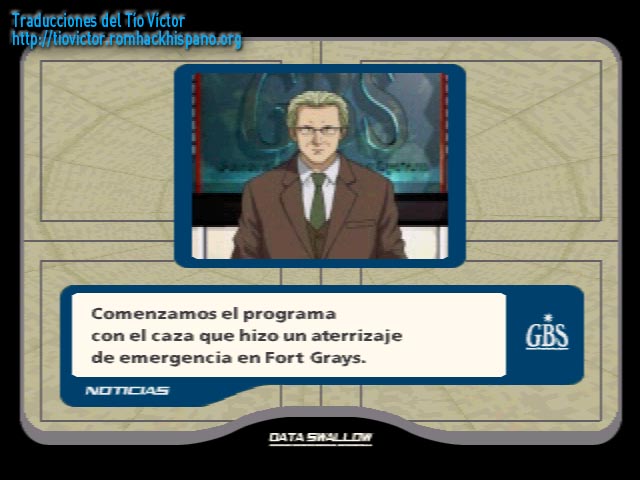 Traducciones del Tio Victor
http://tiovictor.romhackhispano.org
GBS
Comenzamos el programa
con el caza que hizo un aterrizaje
de emergencia en Fort Grays.
GBS
NOTICIAS
DATA SWALLOW